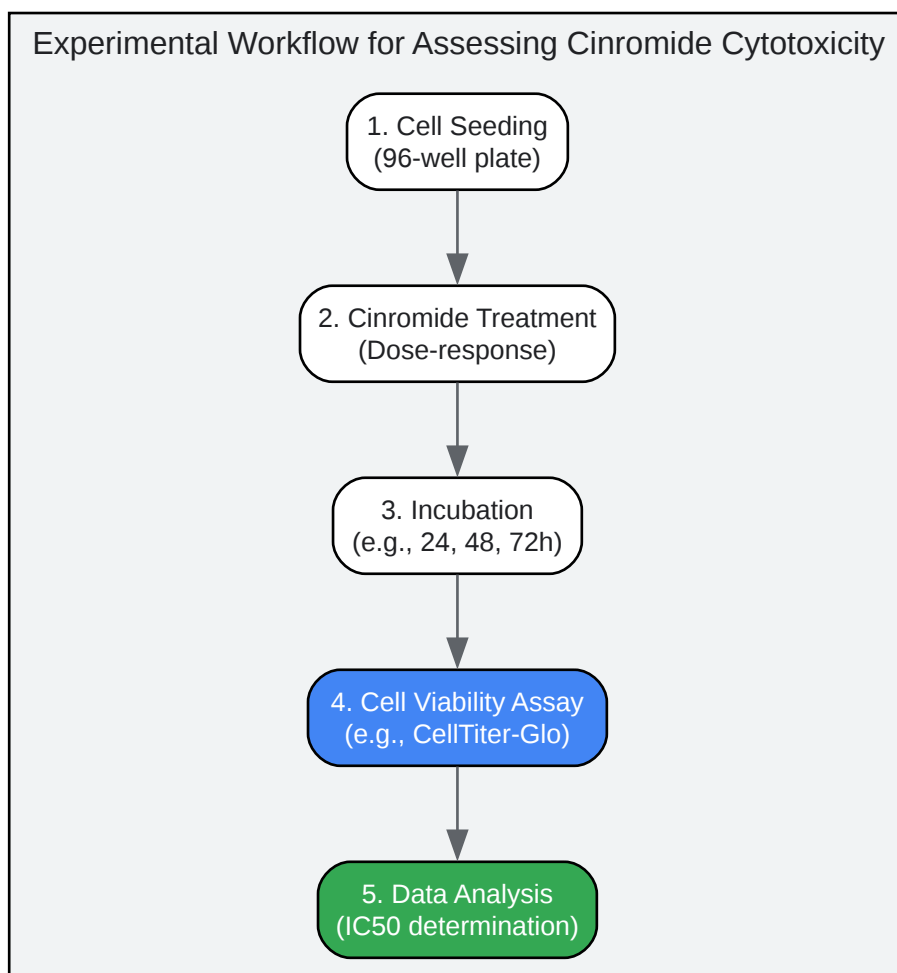 Experimental Workflow for Assessing Cinromide Cytotoxicity
1. Cell Seeding
(96-well plate)
2. Cinromide Treatment
(Dose-response)
3. Incubation
(e.g., 24, 48, 72h)
4. Cell Viability Assay
(e.g., CellTiter-Glo)
5. Data Analysis
(IC50 determination)